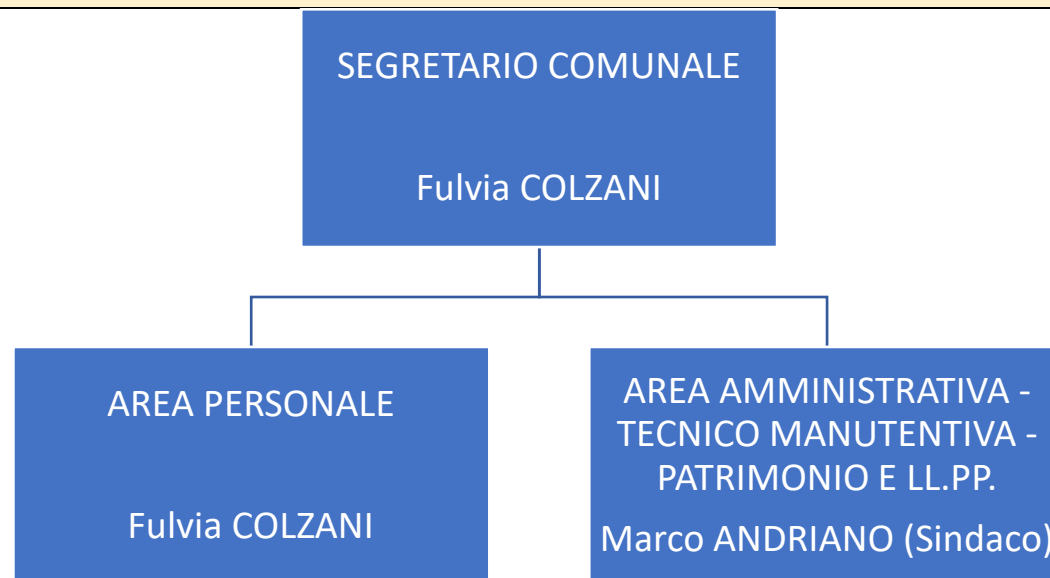 SEGRETARIO COMUNALE
Fulvia COLZANI
AREA PERSONALE
Fulvia COLZANI
AREA AMMINISTRATIVA -
TECNICO MANUTENTIVA -
PATRIMONIO E LL.PP.
Marco ANDRIANO (Sindaco)